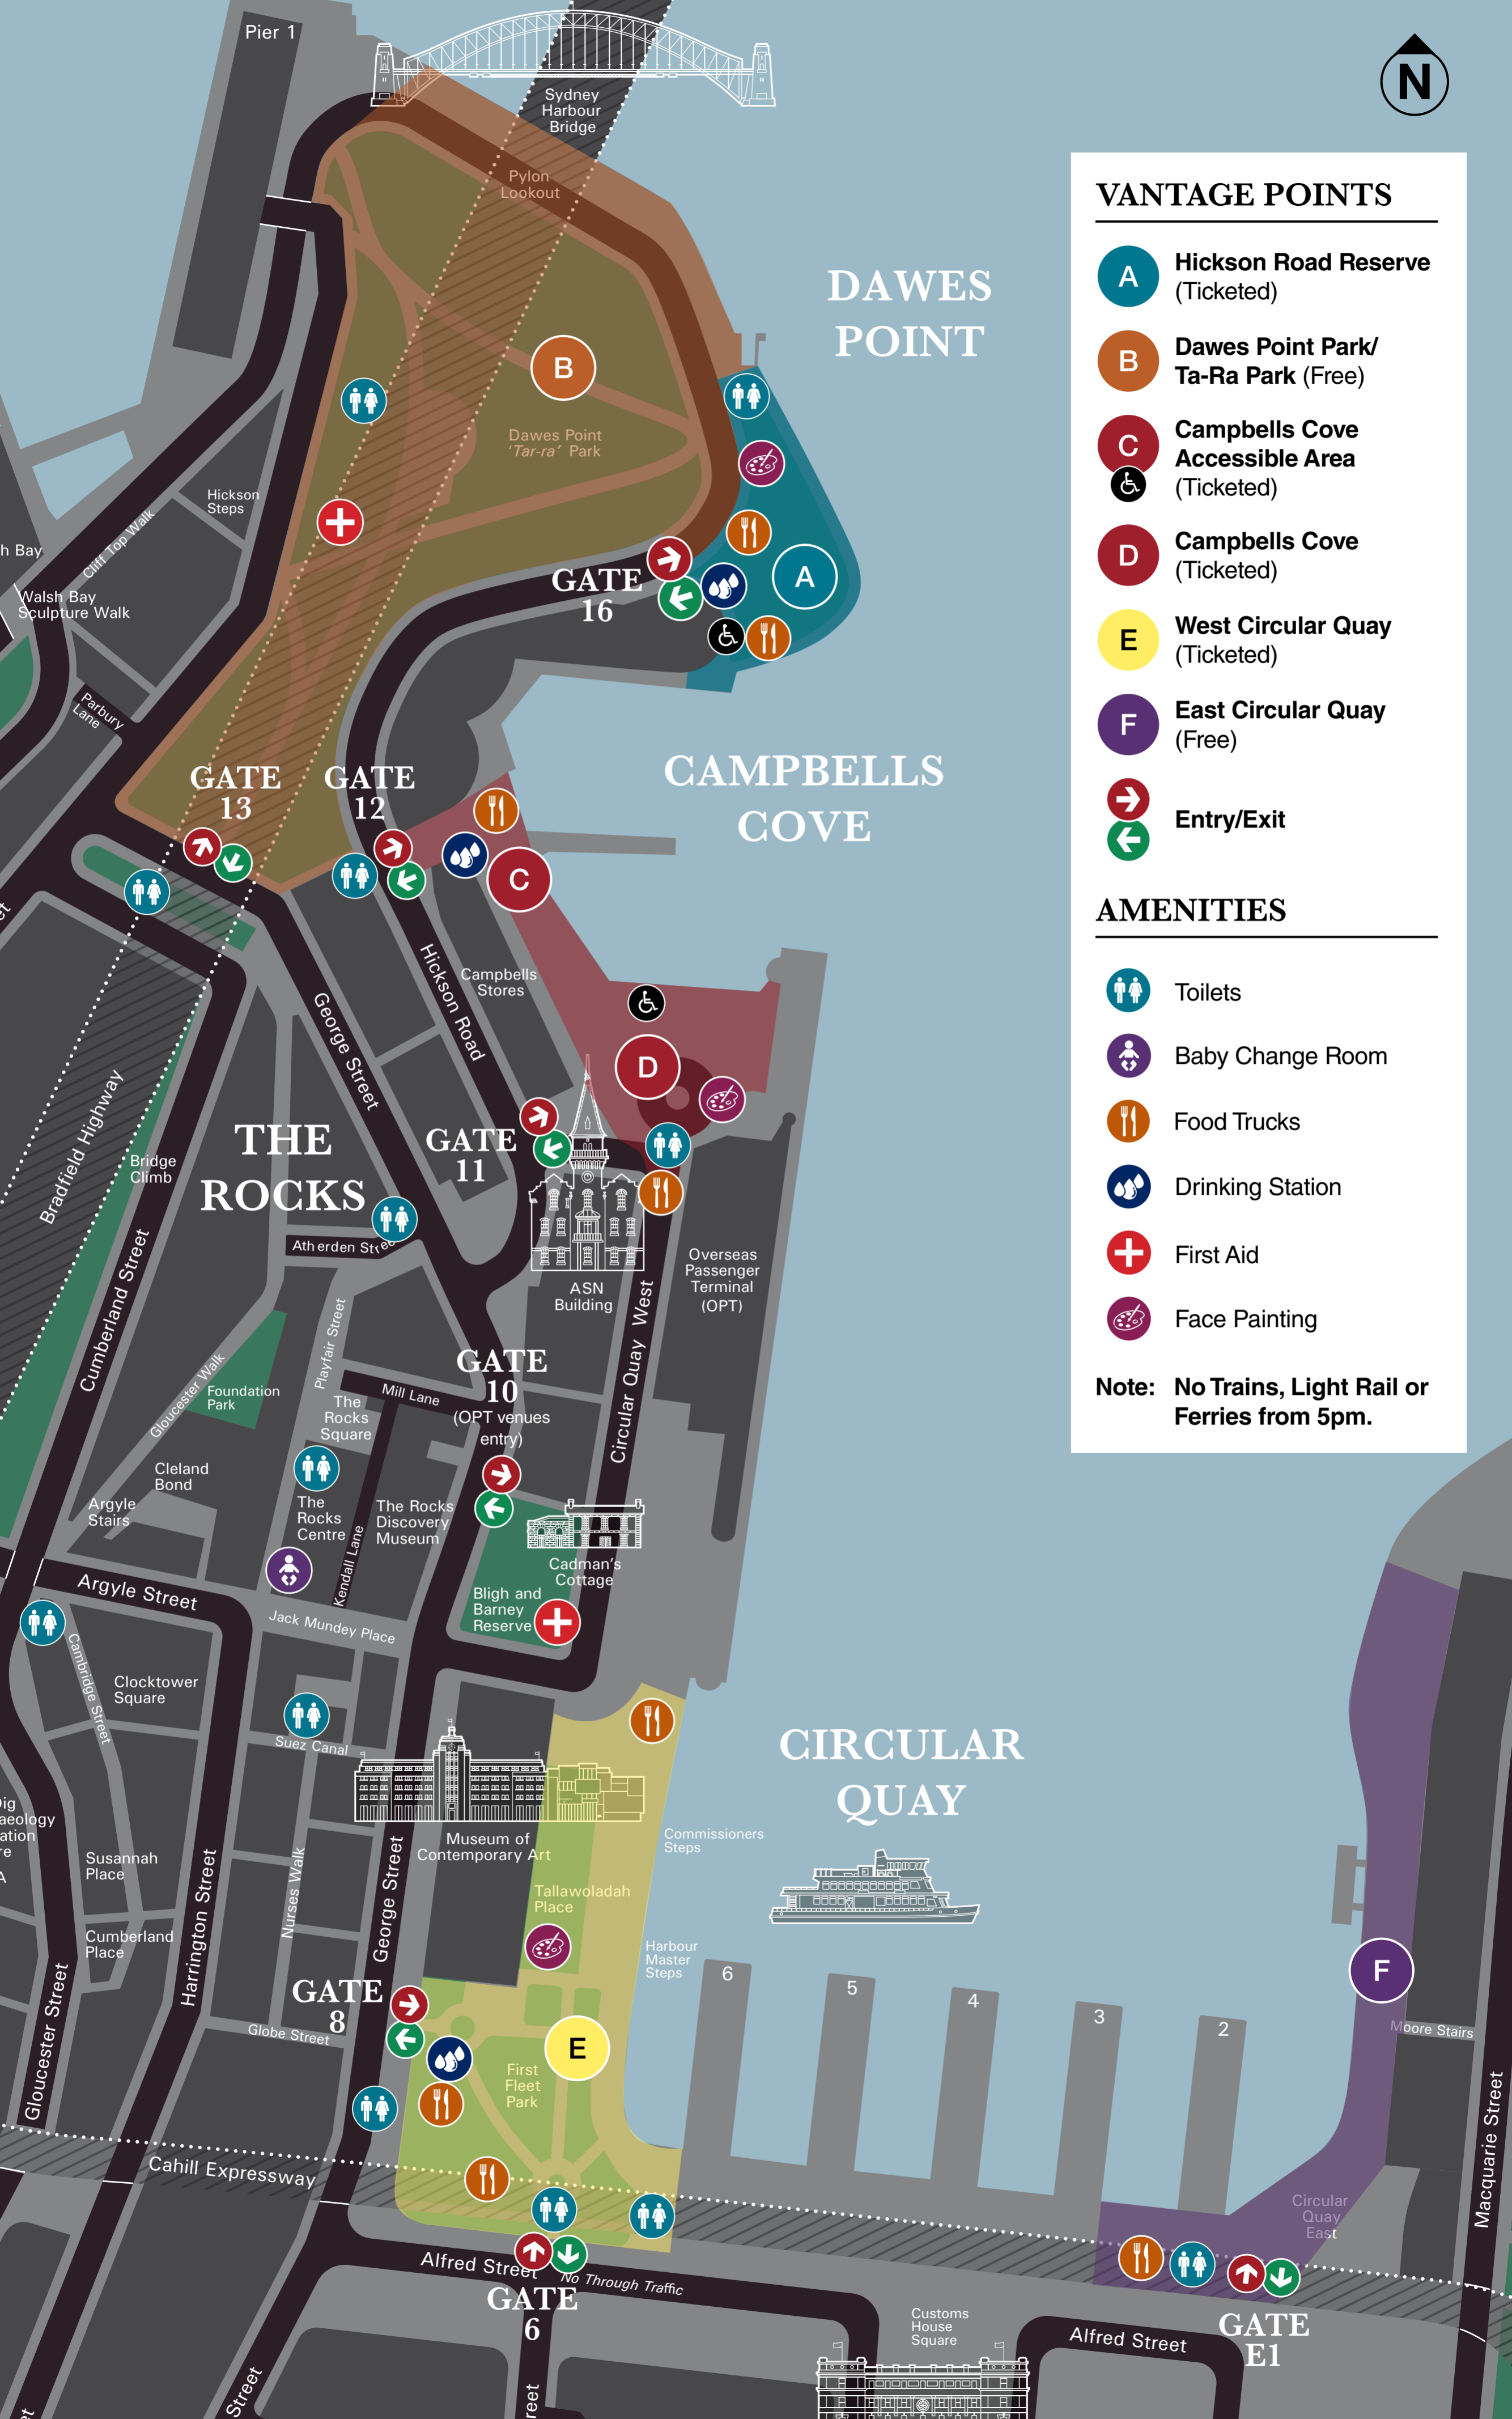 Pier 1
Sydney
Harbour
Bridge
N
Pylon
Lookout
DAWES
POINT
B
Dawes Point
‘Tar-ra’ Park
Hickson
Steps
Cliff Top Walk
h Bay
Walsh Bay
Sculpture Walk
GATE
16
A
Parbury
Lane
CAMPBELLS
COVE
GATE
13
GATE
12
C
Hickson Road
Campbells
Stores
George Street
D
Bradfield Highway
THE
ROCKS
Bridge
Climb
GATE
11
Cumberland Street
Atherden Street
ASN
Building
Overseas
Passenger
Terminal
(OPT)
Circular Quay West
Playfair Street
Gloucester Walk
Foundation
Park
Mill Lane
GATE
10
(OPT venues
entry)
The
Rocks
Square
Cleland
Bond
Argyle
Stairs
The
Rocks
Centre
The Rocks
Discovery
Museum
Kendall Lane
Cadman’s
Cottage
Bligh and
Barney
Reserve
Argyle Street
Jack Mundey Place
Cambridge Street
Clocktower
Square
Suez Canal
CIRCULAR
QUAY
Museum of
Contemporary Art
Commissioners
Steps
Tallawoladah
Place
ig
aeology
ation
re
A
Susannah
Place
Cumberland
Place
Nurses Walk
George Street
Harrington Street
Gloucester Street
Harbour
Master
Steps
6
5
4
3
2
F
Moore Stairs
Macquarie Street
GATE
8
Globe Street
E
First
Fleet
Park
Cahill Expressway
Circular
Quay
East
Alfred Street
No Through Traffic
GATE
6
Customs
House
Square
Alfred Street
GATE
E1
Street
reet
et
et
VANTAGE POINTS
A
Hickson Road Reserve
(Ticketed)
B
Dawes Point Park/
Ta-Ra Park (Free)
C
Campbells Cove
Accessible Area
(Ticketed)
D
Campbells Cove
(Ticketed)
E
West Circular Quay
(Ticketed)
F
East Circular Quay
(Free)
Entry/Exit
AMENITIES
Toilets
Baby Change Room
Food Trucks
Drinking Station
First Aid
Face Painting
Note: No Trains, Light Rail or
Ferries from 5pm.